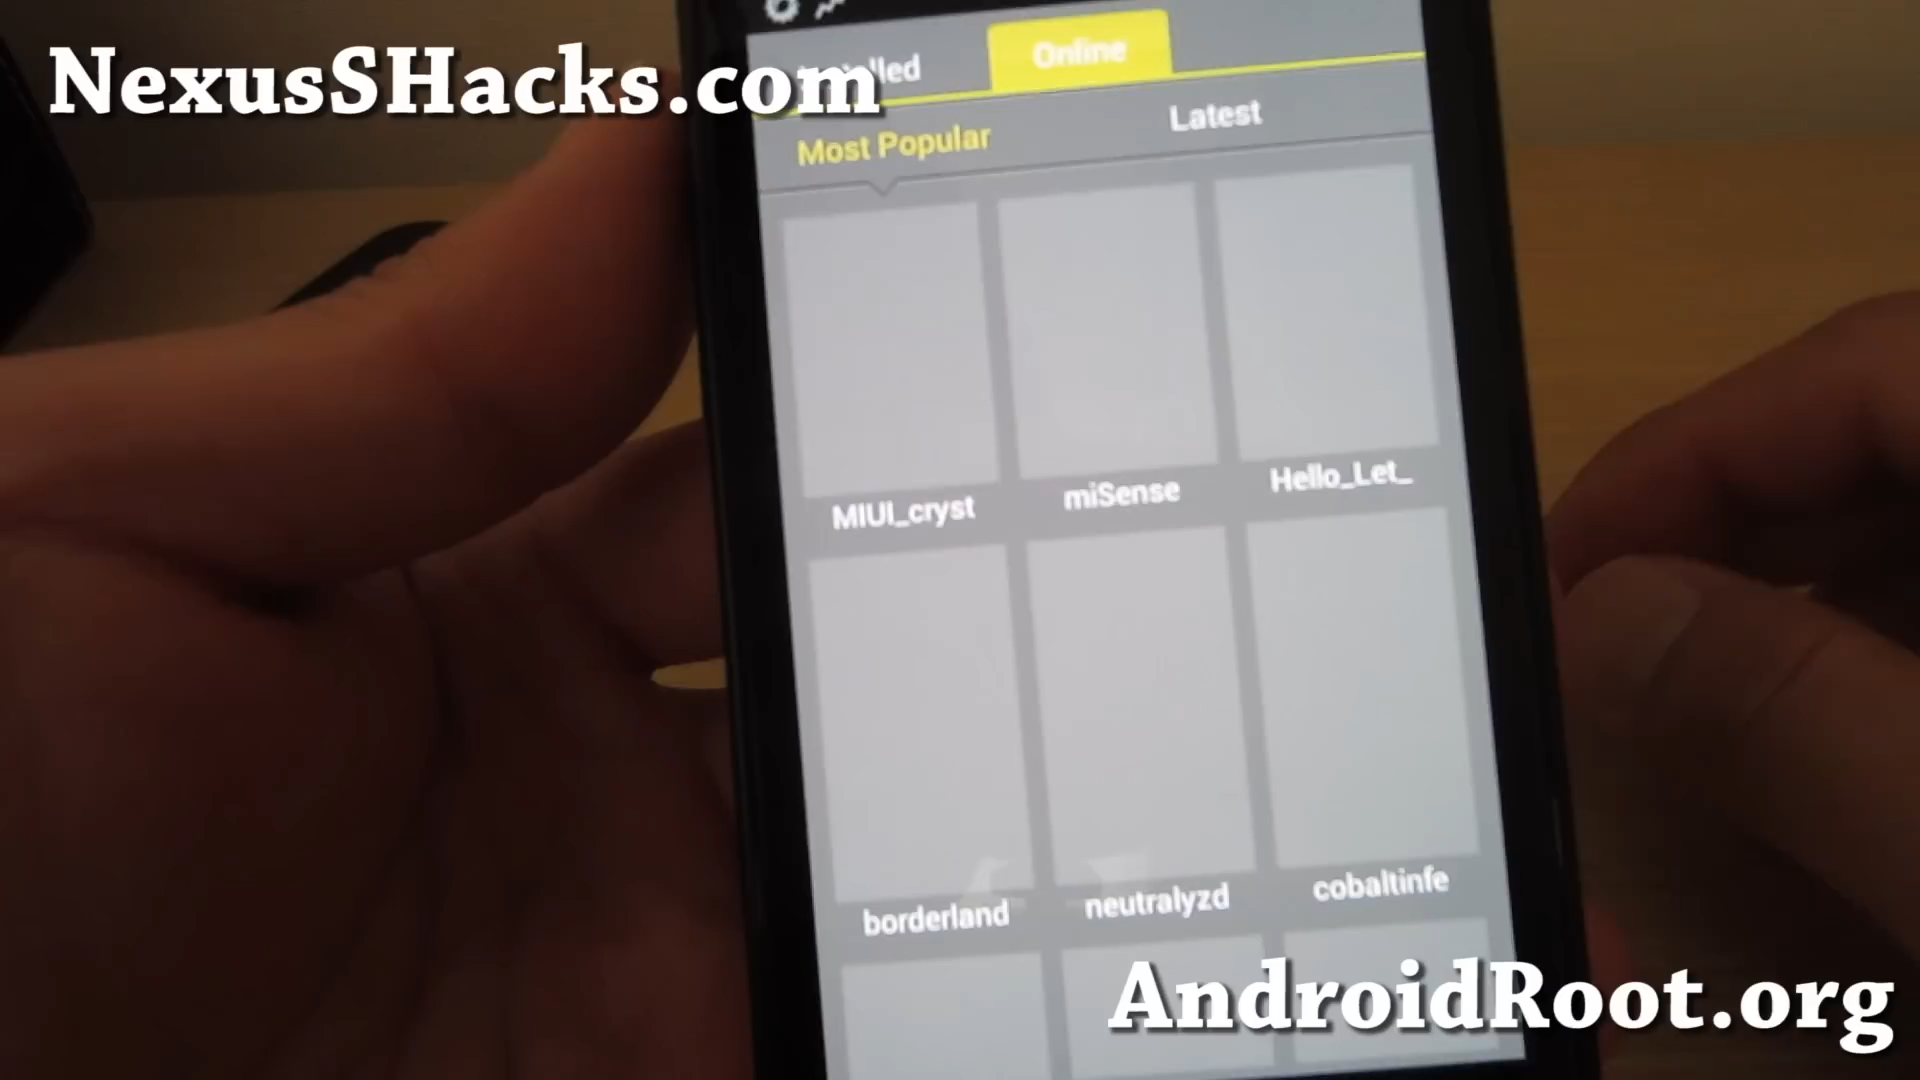 NexusSHacks.com
Online
Most Popular
Latest
MIUI_cryst
miSense
Hello_Let_
borderland
neutralyzd
cobaltinfe
AndroidRoot.org